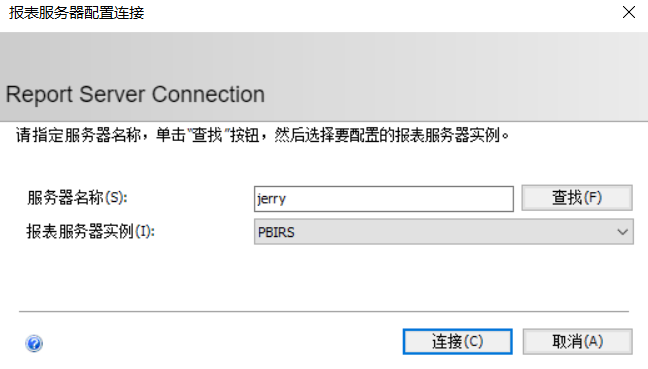 报表服务器配置连接
Report Server Connection
请指定服务器名称，单击"查找"按钮，然后选择要配置的报表服务器实例。
服务器名称(S): jerry 查找(F)
报表服务器实例(I): PBIRS
连接(C) 取消(A)